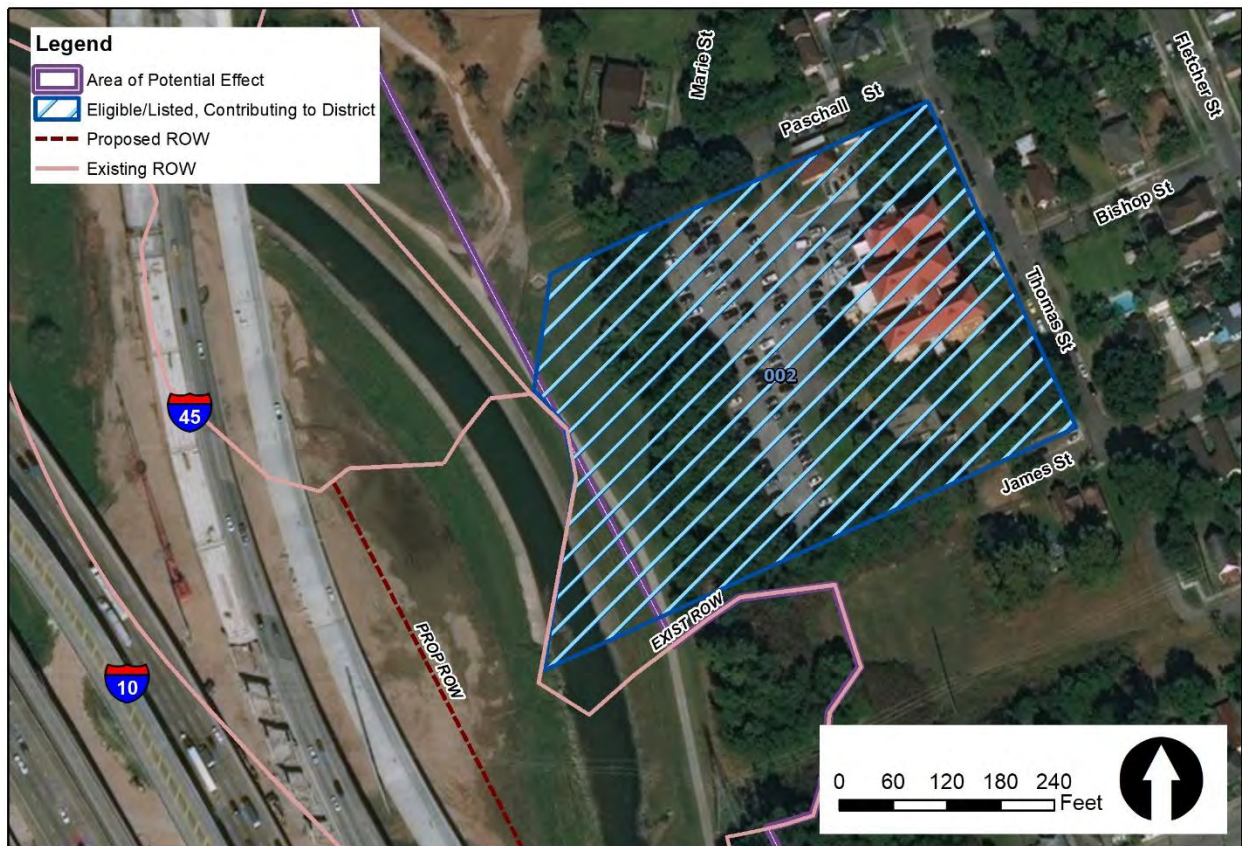 Legend
Area of Potential Effect
Eligible/Listed, Contributing to District
Proposed ROW
Existing ROW
Marie St
Paschall St
Fletcher St
Bishop St
Thomas St
James St
002
45
10
EXIST ROW
PROP ROW
0 60 120 180 240
Feet